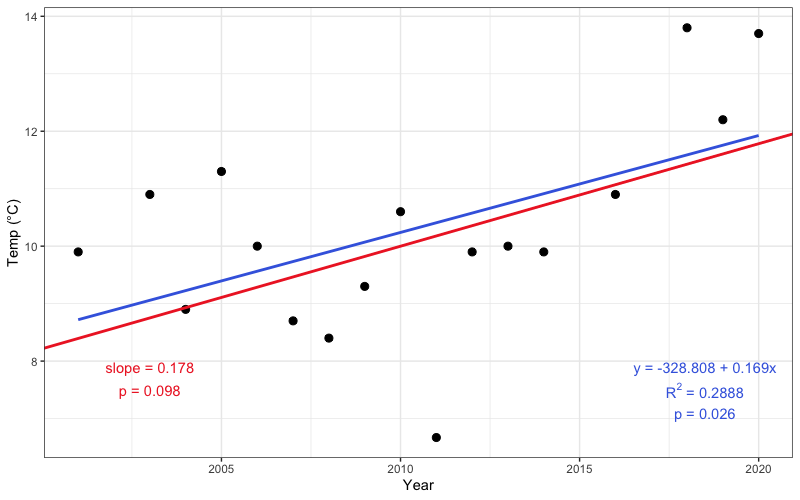 14
12
10
8
Temp (°C)
slope = 0.178
p = 0.098
y = -328.808 + 0.169x
R² = 0.2888
p = 0.026
2005 2010 2015 2020
Year